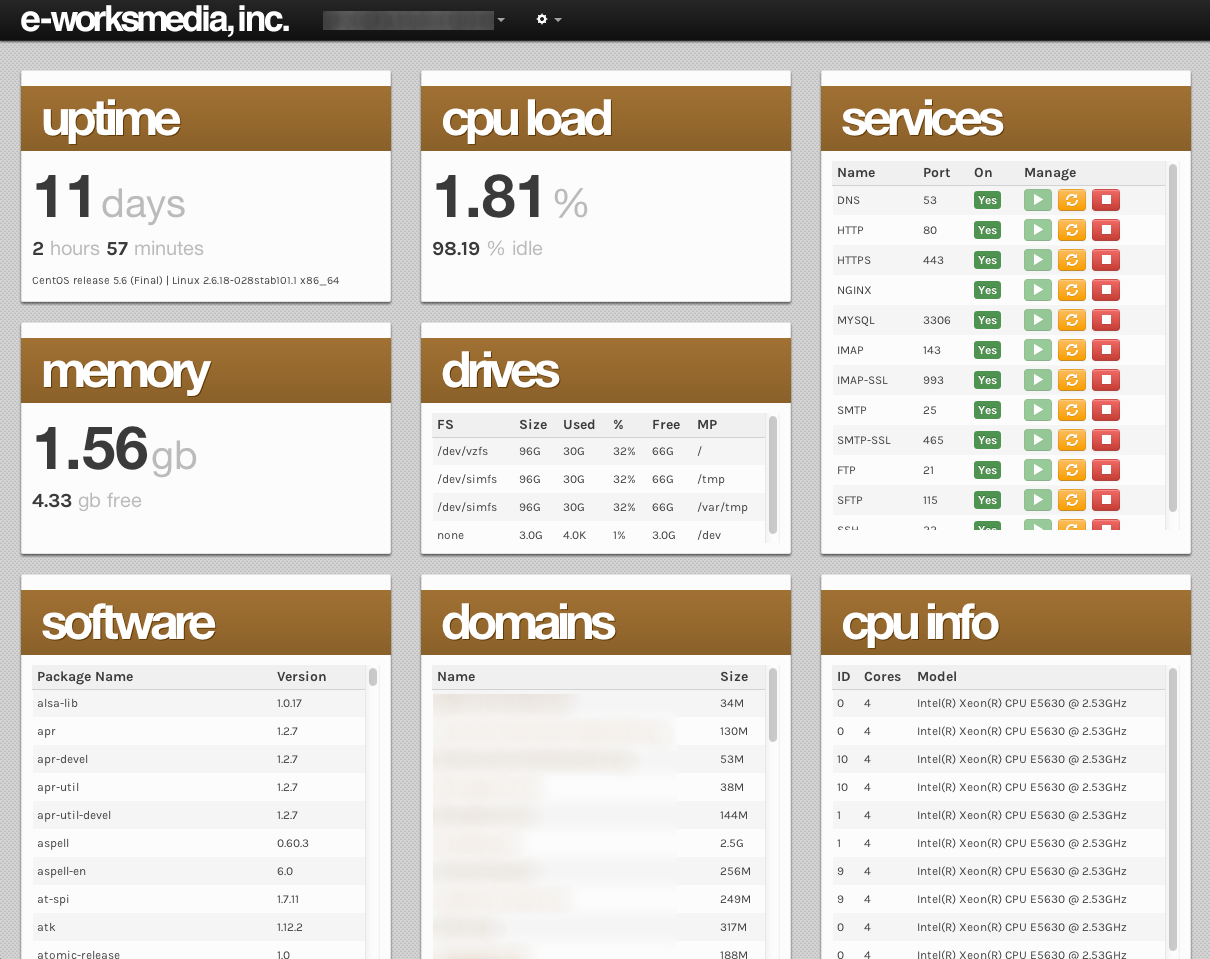 e-worksmedia, inc.
uptime
11 days
2 hours 57 minutes
CentOS release 5.6 (Final) | Linux 2.6.18-028stab101.1 x86_64
cpu load
1.81 %
98.19 % idle
services
Name Port On Manage
DNS 53 Yes
HTTP 80 Yes
HTTPS 443 Yes
NGINX Yes
MYSQL 3306 Yes
IMAP 143 Yes
IMAP-SSL 993 Yes
SMTP 25 Yes
SMTP-SSL 465 Yes
FTP 21 Yes
SFTP 115 Yes
SSH 22 Yes
memory
1.56 gb
4.33 gb free
drives
FS Size Used % Free MP
/dev/vzfs 96G 30G 32% 66G /
/dev/simfs 96G 30G 32% 66G /tmp
/dev/simfs 96G 30G 32% 66G /var/tmp
none 3.0G 4.0K 1% 3.0G /dev
software
Package Name Version
alsa-lib 1.0.17
apr 1.2.7
apr-devel 1.2.7
apr-util 1.2.7
apr-util-devel 1.2.7
aspell 0.60.3
aspell-en 6.0
at-spi 1.7.11
atk 1.12.2
atomic-release 1.0
domains
Name Size
34M
130M
53M
38M
144M
2.5G
256M
249M
317M
188M
cpu info
ID Cores Model
0 4 Intel(R) Xeon(R) CPU E5630 @ 2.53GHz
0 4 Intel(R) Xeon(R) CPU E5630 @ 2.53GHz
10 4 Intel(R) Xeon(R) CPU E5630 @ 2.53GHz
10 4 Intel(R) Xeon(R) CPU E5630 @ 2.53GHz
1 4 Intel(R) Xeon(R) CPU E5630 @ 2.53GHz
1 4 Intel(R) Xeon(R) CPU E5630 @ 2.53GHz
9 4 Intel(R) Xeon(R) CPU E5630 @ 2.53GHz
9 4 Intel(R) Xeon(R) CPU E5630 @ 2.53GHz
0 4 Intel(R) Xeon(R) CPU E5630 @ 2.53GHz
0 4 Intel(R) Xeon(R) CPU E5630 @ 2.53GHz